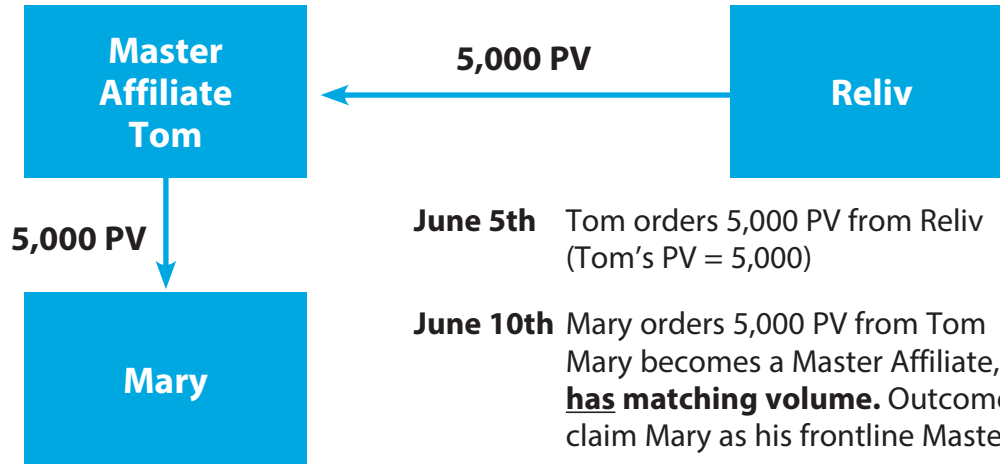 Master
Affiliate
Tom
5,000 PV
Reliv
5,000 PV
June 5th Tom orders 5,000 PV from Reliv
(Tom's PV = 5,000)
June 10th Mary orders 5,000 PV from Tom
Mary becomes a Master Affiliate,
has matching volume. Outcome
claim Mary as his frontline Maste
Mary